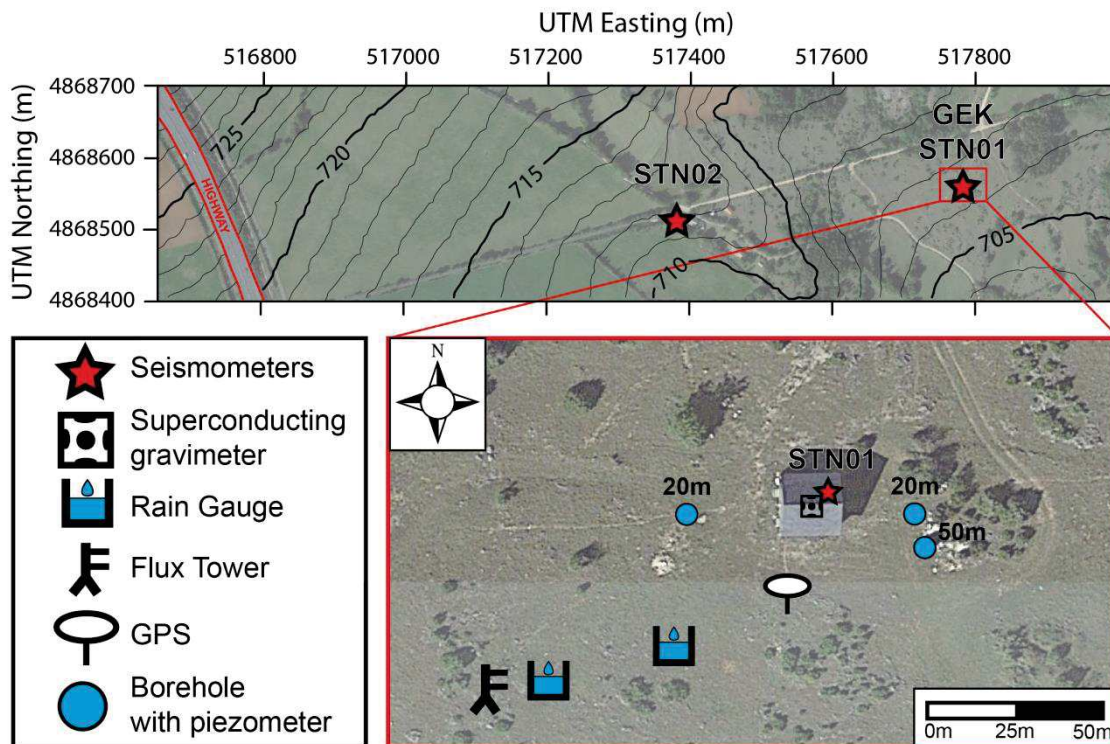 UTM Easting (m)
516800 517000 517200 517400 517600 517800
UTM Northing (m)
4868700
4868600
4868500
4868400
HIGHWAY
725
720
715
710
705
STN02
GEK
STN01
Seismometers
Superconducting
gravimeter
Rain Gauge
Flux Tower
GPS
Borehole
with piezometer
N
STN01
20m
20m
50m
0m 25m 50m